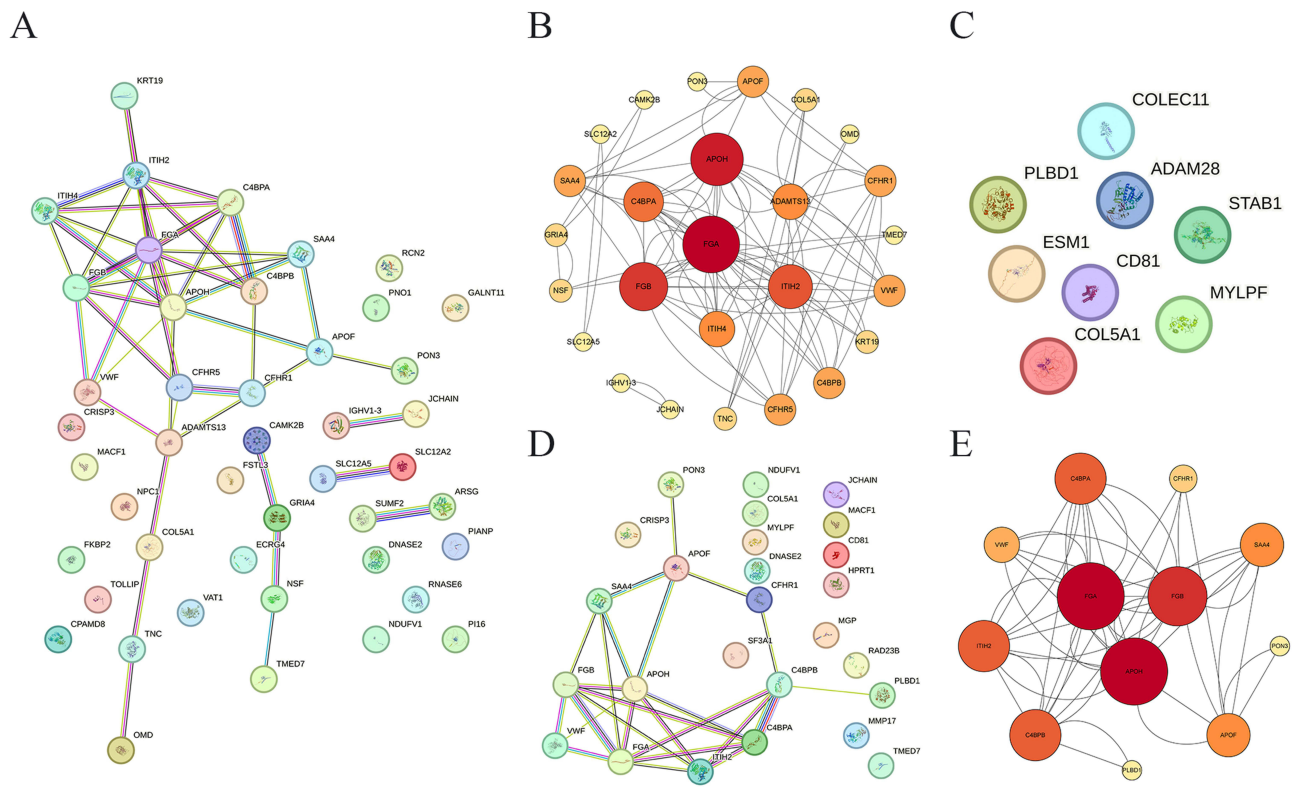 A
KRT19
ITIH2
ITIH4
C4BPA
FGA
SAA4
FGB
C4BPB
APOH
RCN2
PNO1
GALNT11
APOF
PON3
VWF
CFHR5
CFHR1
CRISP3
IGHV1-3
JCHAIN
ADAMTS13
CAMK2B
MACF1
FSTL3
SLC12A5
SLC12A2
NPC1
GRIA4
SUMF2
ARSG
COL5A1
PIANP
FKBP2
ECRG4
DNASE2
TOLLIP
NSF
RNASE6
VAT1
CPAMD8
TNC
NDUFV1
PI16
TMED7
OMD
B
PON3
APOF
CAMK2B
COL5A1
SLC12A2
OMD
APOH
SAA4
CFHR1
C4BPA
ADAMTS13
GRIA4
FGA
TMED7
NSF
FGB
ITIH2
VWF
ITIH4
SLC12A5
KRT19
IGHV1-3
C4BPB
JCHAIN
TNC
CFHR5
C
COLEC11
PLBD1
ADAM28
STAB1
ESM1
CD81
MYLPF
COL5A1
D
PON3
NDUFV1
JCHAIN
COL5A1
CRISP3
MACF1
MYLPF
APOF
CD81
DNASE2
SAA4
CFHR1
HPRT1
MGP
SF3A1
RAD23B
FGB
APOH
C4BPB
PLBD1
VWF
C4BPA
MMP17
FGA
ITIH2
TMED7
E
C4BPA
CFHR1
VWF
SAA4
FGA
FGB
ITIH2
PON3
APOH
C4BPB
APOF
PLBD1